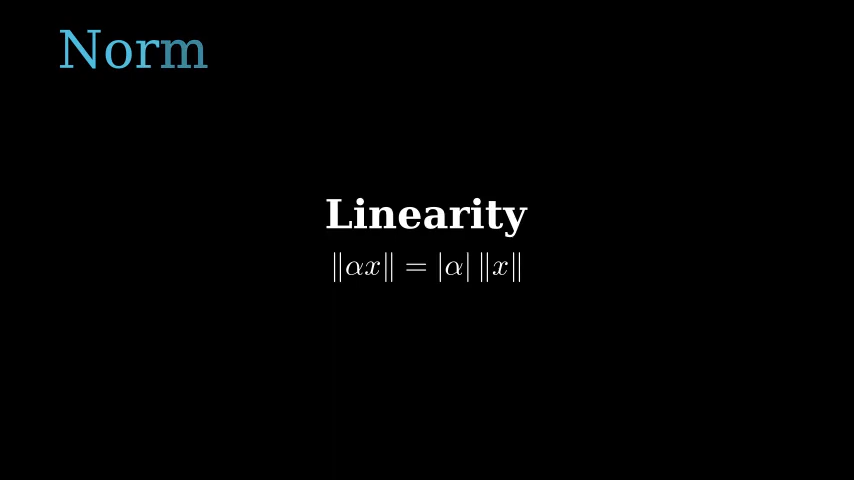 Norm
Linearity
‖αx‖ = |α| ‖x‖